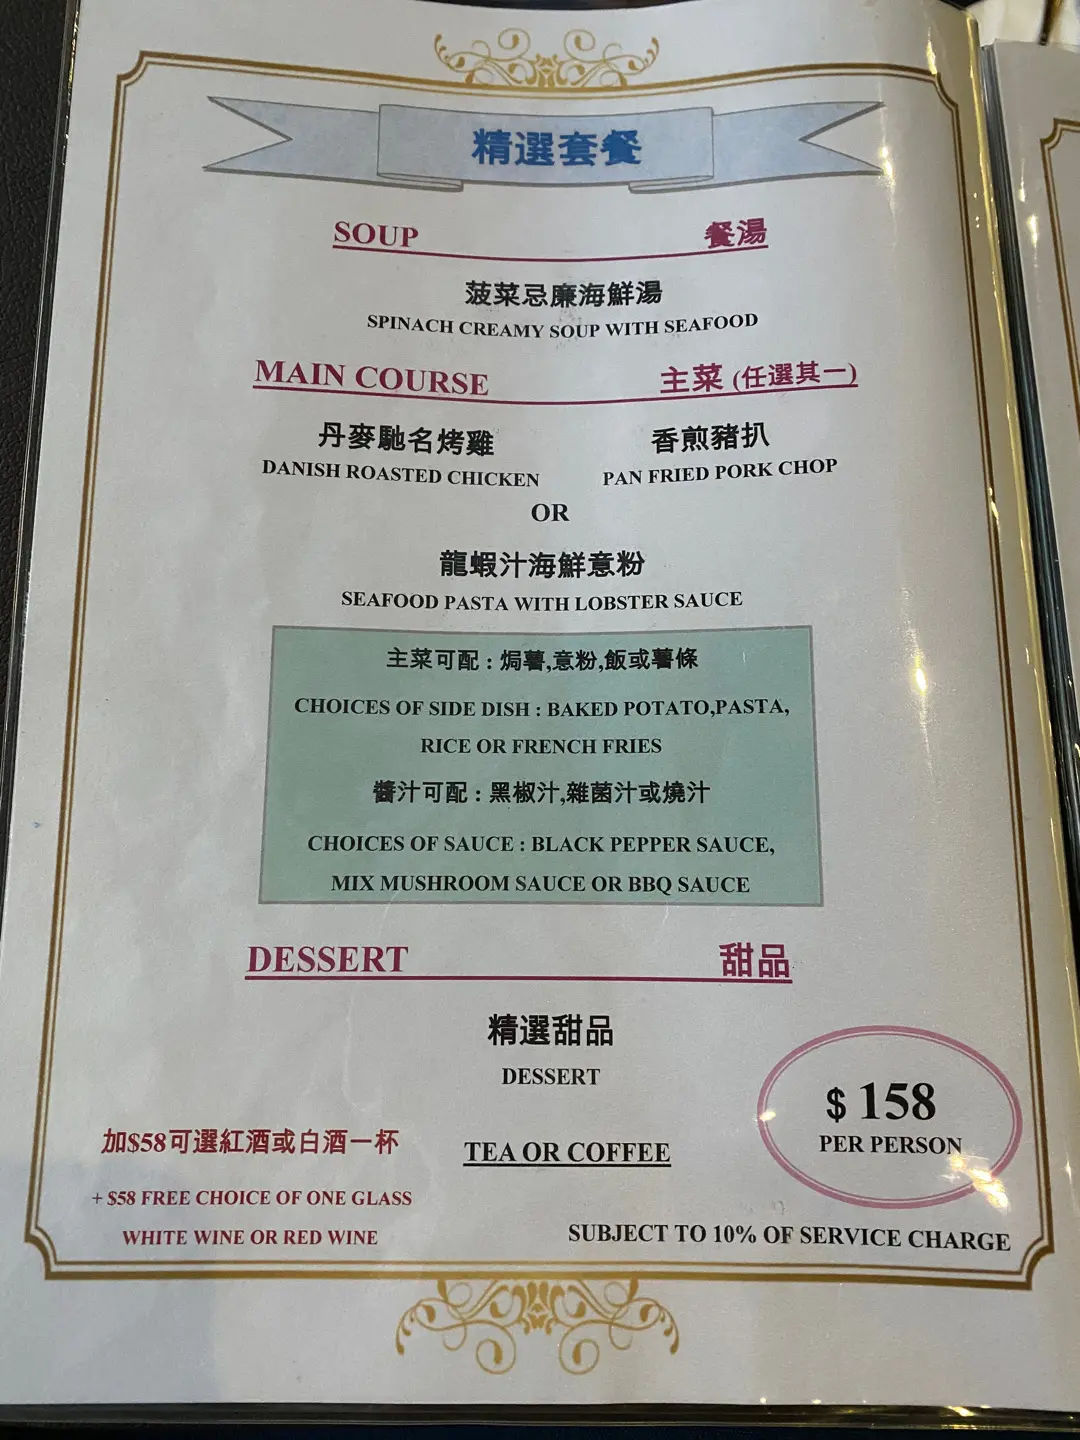 精選套餐
SOUP 餐湯
菠菜忌廉海鮮湯
SPINACH CREAMY SOUP WITH SEAFOOD
MAIN COURSE 主菜 (任選其一)
丹麥馳名烤雞 香煎豬扒
DANISH ROASTED CHICKEN PAN FRIED PORK CHOP
OR
龍蝦汁海鮮意粉
SEAFOOD PASTA WITH LOBSTER SAUCE
主菜可配 : 焗薯,意粉,飯或薯條
CHOICES OF SIDE DISH : BAKED POTATO,PASTA,
RICE OR FRENCH FRIES
醬汁可配 : 黑椒汁,雜菌汁或燒汁
CHOICES OF SAUCE : BLACK PEPPER SAUCE,
MIX MUSHROOM SAUCE OR BBQ SAUCE
DESSERT 甜品
精選甜品
DESSERT
$ 158
PER PERSON
加$58可選紅酒或白酒一杯
TEA OR COFFEE
+ $58 FREE CHOICE OF ONE GLASS
WHITE WINE OR RED WINE
SUBJECT TO 10% OF SERVICE CHARGE